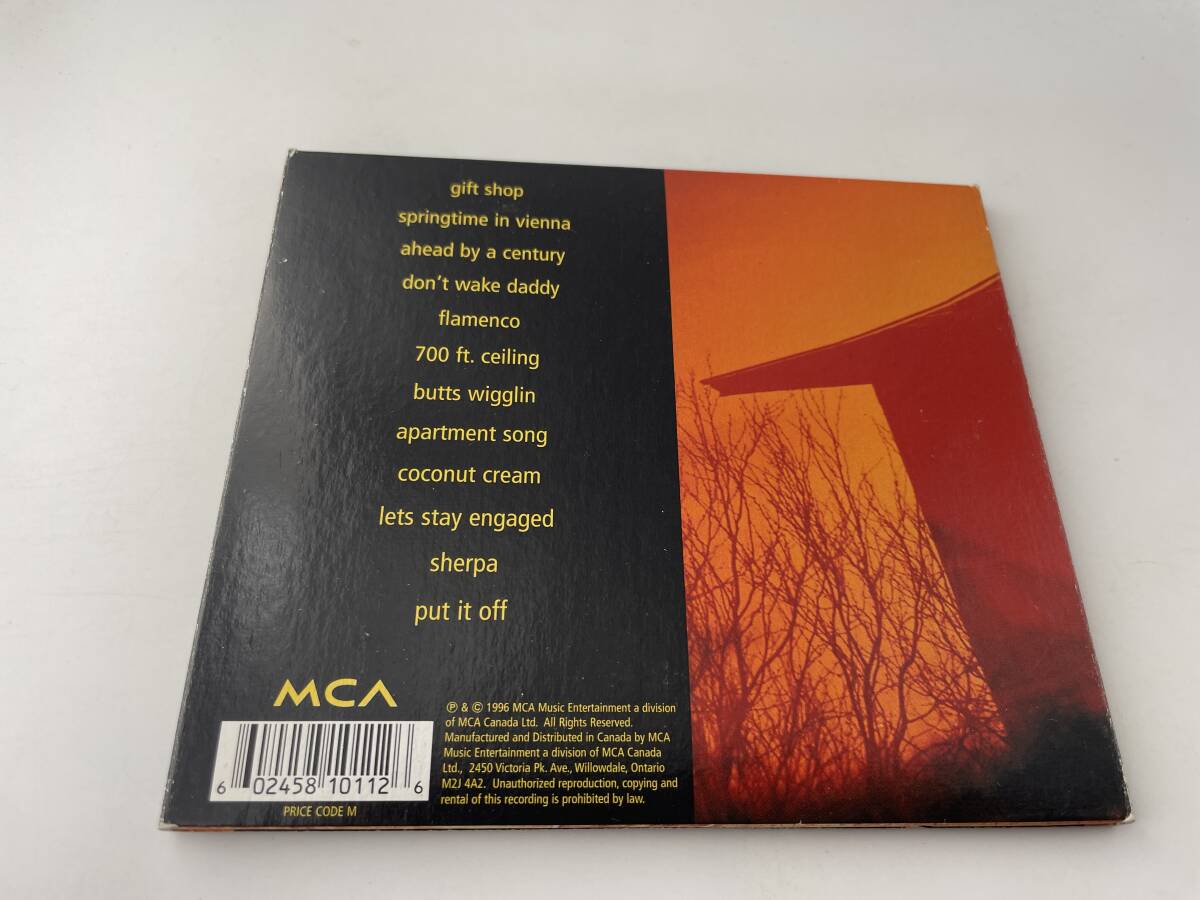 gift shop
springtime in vienna
ahead by a century
don't wake daddy
flamenco
700 ft. ceiling
butts wigglin
apartment song
coconut cream
lets stay engaged
sherpa
put it off
MCA
6 02458 10112 6
PRICE CODE M
℗ & © 1996 MCA Music Entertainment a division
of MCA Canada Ltd. All Rights Reserved.
Manufactured and Distributed in Canada by MCA
Music Entertainment a division of MCA Canada
Ltd., 2450 Victoria Pk. Ave., Willowdale, Ontario
M2J 4A2. Unauthorized reproduction, copying and
rental of this recording is prohibited by law.